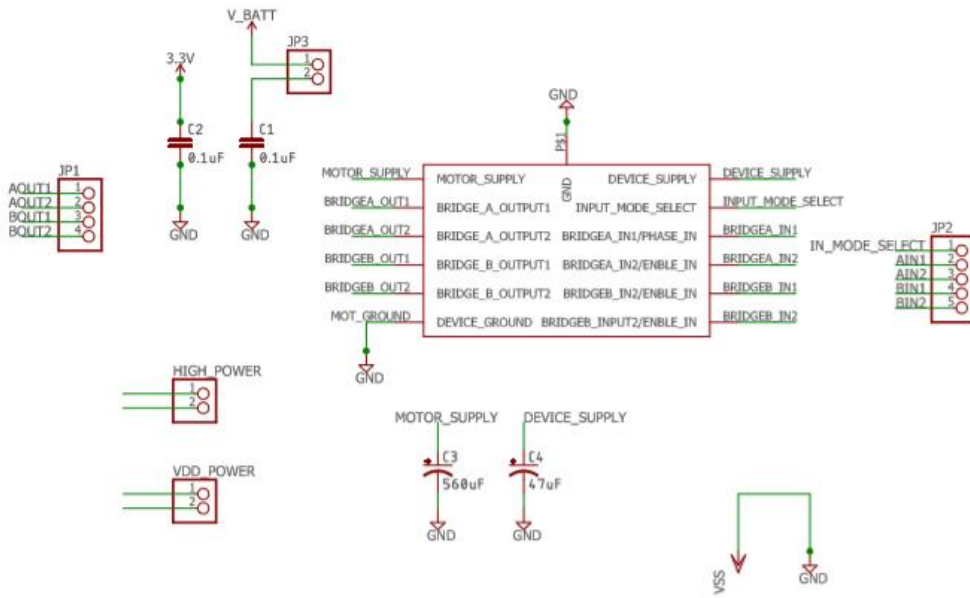 V_BATT
JP3
1
2
3.3V
C2
0.1uF
GND
C1
0.1uF
GND
JP1
AOUT1 1
AOUT2 2
BOUT1 3
BOUT2 4
GND
P$1
GND
MOTOR_SUPPLY MOTOR_SUPPLY DEVICE_SUPPLY DEVICE_SUPPLY
BRIDGEA_OUT1 BRIDGE_A_OUTPUT1 INPUT_MODE_SELECT INPUT_MODE_SELECT
BRIDGEA_OUT2 BRIDGE_A_OUTPUT2 BRIDGEA_IN1/PHASE_IN BRIDGEA_IN1
BRIDGEB_OUT1 BRIDGE_B_OUTPUT1 BRIDGEA_IN2/ENBLE_IN BRIDGEA_IN2
BRIDGEB_OUT2 BRIDGE_B_OUTPUT2 BRIDGEB_IN2/ENBLE_IN BRIDGEB_IN1
MOT_GROUND DEVICE_GROUND BRIDGEB_INPUT2/ENBLE_IN BRIDGEB_IN2
GND
JP2
IN_MODE_SELECT 1
AIN1 2
AIN2 3
BIN1 4
BIN2 5
HIGH_POWER
1
2
VDD_POWER
1
2
MOTOR_SUPPLY
C3
560uF
GND
DEVICE_SUPPLY
C4
47uF
GND
VSS
GND